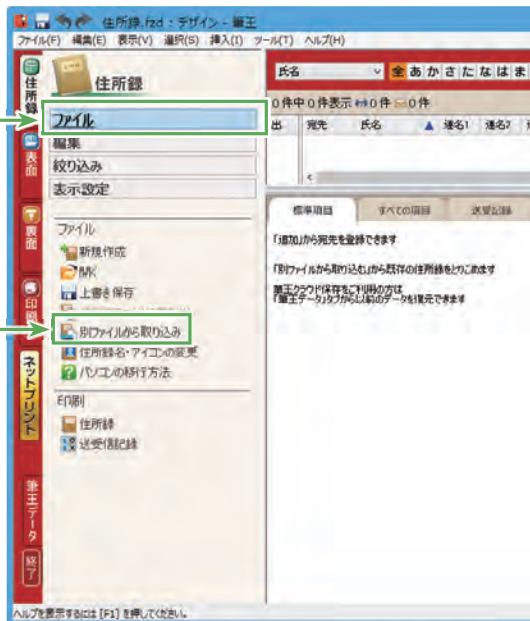 住所録.fzd : デザイン - 筆王
ファイル(F) 編集(E) 表示(V) 選択(S) 挿入(I) ツール(T) ヘルプ(H)
住所録
表面
裏面
印刷
ネットプリント
筆王データ
終了
住所録
ファイル
編集
絞り込み
表示設定
ファイル
新規作成
開く
上書き保存
別ファイルから取り込み
住所録名・アイコンの変更
パソコンの移行方法
印刷
住所録
送受信記録
氏名 全 あ か さ た な は ま
0件中 0件表示 0件 0件
出 宛先 氏名 連名1 連名2
標準項目 すべての項目 送受記録
「追加」から宛先を登録できます
「別ファイルから取り込む」から既存の住所録をとりこめます
筆王クラウド保存をご利用の方は
「筆王データ」タブから以前のデータを復元できます
ヘルプを表示するには [F1] を押してください。